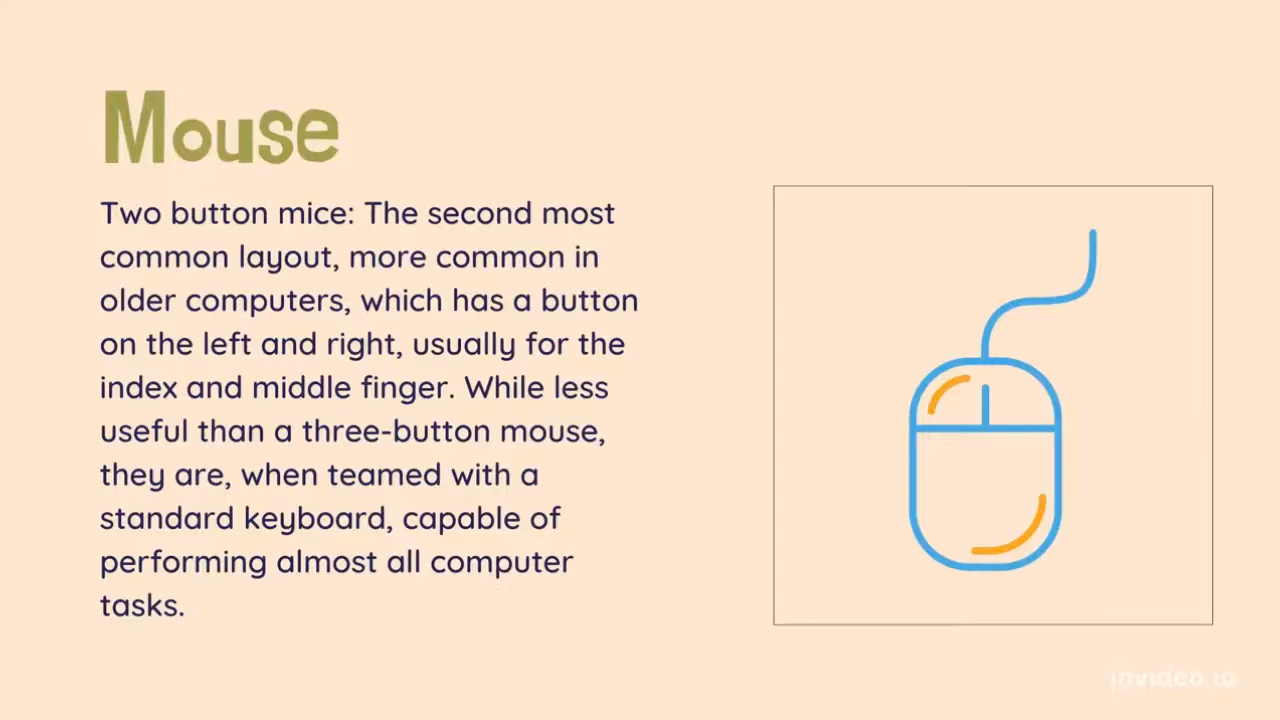 Mouse
Two button mice: The second most
common layout, more common in
older computers, which has a button
on the left and right, usually for the
index and middle finger. While less
useful than a three-button mouse,
they are, when teamed with a
standard keyboard, capable of
performing almost all computer
tasks.
invideo.io